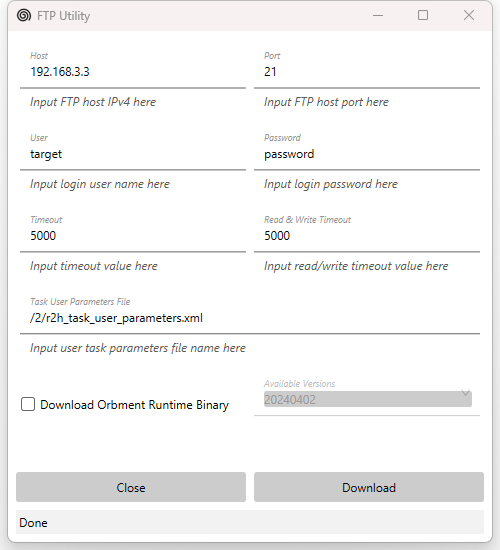 FTP Utility
Host Port
192.168.3.3 21
Input FTP host IPv4 here Input FTP host port here
User Password
target password
Input login user name here Input login password here
Timeout Read & Write Timeout
5000 5000
Input timeout value here Input read/write timeout value here
Task User Parameters File
/2/r2h_task_user_parameters.xml
Input user task parameters file name here
Available Versions
Download Orbment Runtime Binary 20240402
Close Download
Done